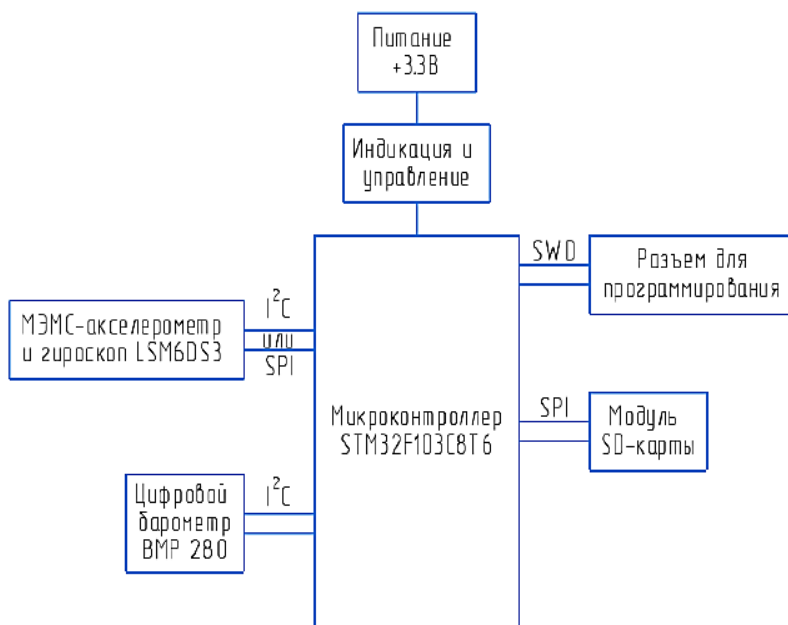 Питание
+3.3В
Индикация и
управление
SWD
Разъем для
программирования
I²C
или
SPI
МЭМС-акселерометр
и гироскоп LSM6DS3
Микроконтроллер
STM32F103C8T6
SPI
Модуль
SD-карты
I²C
Цифровой
барометр
BMP 280